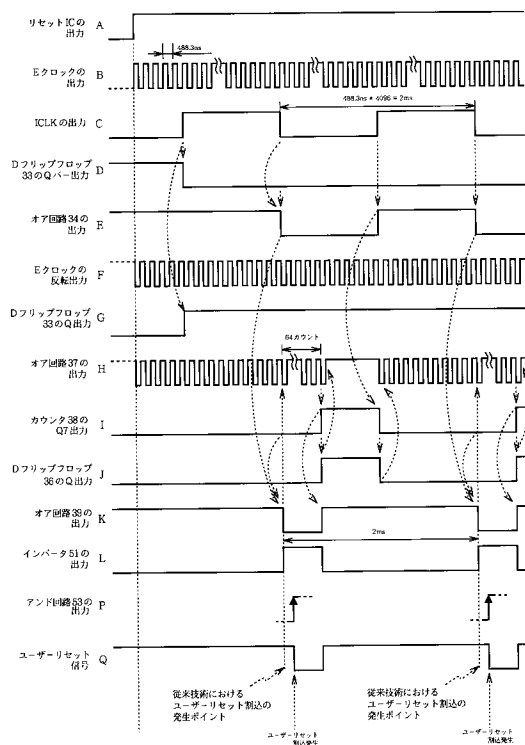 リセットICの
出力
A
488.3ns
Eクロックの
出力
B
488.3ns * 4096 = 2ms
ICLKの出力
C
Dフリップフロップ
33のQバー出力
D
オア回路34の
出力
E
Eクロックの
反転出力
F
Dフリップフロップ
33のQ出力
G
64カウント
オア回路37の
出力
H
カウンタ38の
Q7出力
I
Dフリップフロップ
36のQ出力
J
オア回路39の
出力
K
2ms
インバータ51の
出力
L
アンド回路53の
出力
P
ユーザーリセット
信号
Q
従来技術における
ユーザーリセット割込の
発生ポイント
従来技術における
ユーザーリセット割込の
発生ポイント
ユーザーリセット
割込発生
ユーザーリセット
割込発生